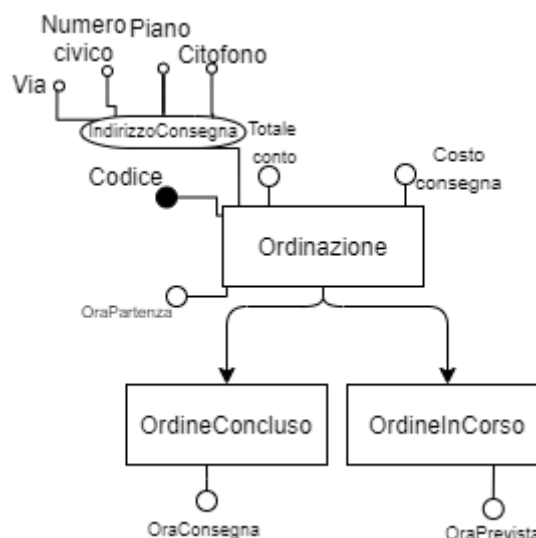 Numero
civico
Piano
Citofono
Via
IndirizzoConsegna
Totale
conto
Costo
consegna
Codice
Ordinazione
OraPartenza
OrdineConcluso
OrdineInCorso
OraConsegna
OraPrevista